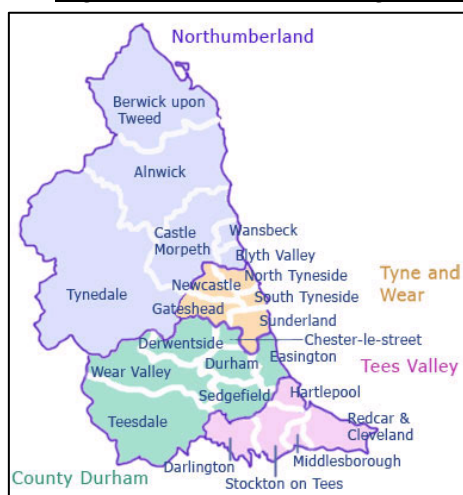 Northumberland
Berwick upon
Tweed
Alnwick
Castle
Morpeth
Wansbeck
Blyth Valley
Tynedale
Newcastle
North Tyneside
Tyne and
Wear
Gateshead
South Tyneside
Sunderland
Derwentside
Chester-le-street
Easington
Wear Valley
Durham
Tees Valley
Sedgefield
Hartlepool
Teesdale
Redcar &
Cleveland
County Durham
Darlington
Middlesborough
Stockton on Tees